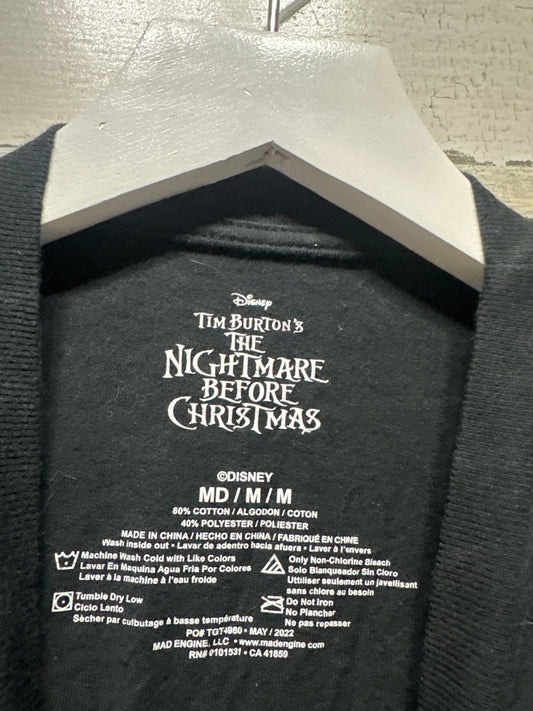 Disney
TIM BURTON'S
THE
NIGHTMARE
BEFORE
CHRISTMAS
©DISNEY
MD / M / M
60% COTTON / ALGODON / COTON
40% POLYESTER / POLIESTER
MADE IN CHINA / HECHO EN CHINA / FABRIQUÉ EN CHINE
Wash inside out • Lavar de adentro hacia afuera • Laver à l'envers
Machine Wash Cold with Like Colors
Lavar En Maquina Agua Fria Por Colores
Laver à la machine à l'eau froide
Only Non-Chlorine Bleach
Solo Blanqueador Sin Cloro
Uttiliser seulement un javellisant
sans chlore au besoin
Tumble Dry Low
Ciclo Lento
Sècher par culbutage à basse température
Do Not Iron
No Planchar
Ne pas repasser
PO# TGT4980 • MAY / 2022
MAD ENGINE, LLC • www.madengine.com
RN# 0101531 • CA 41859